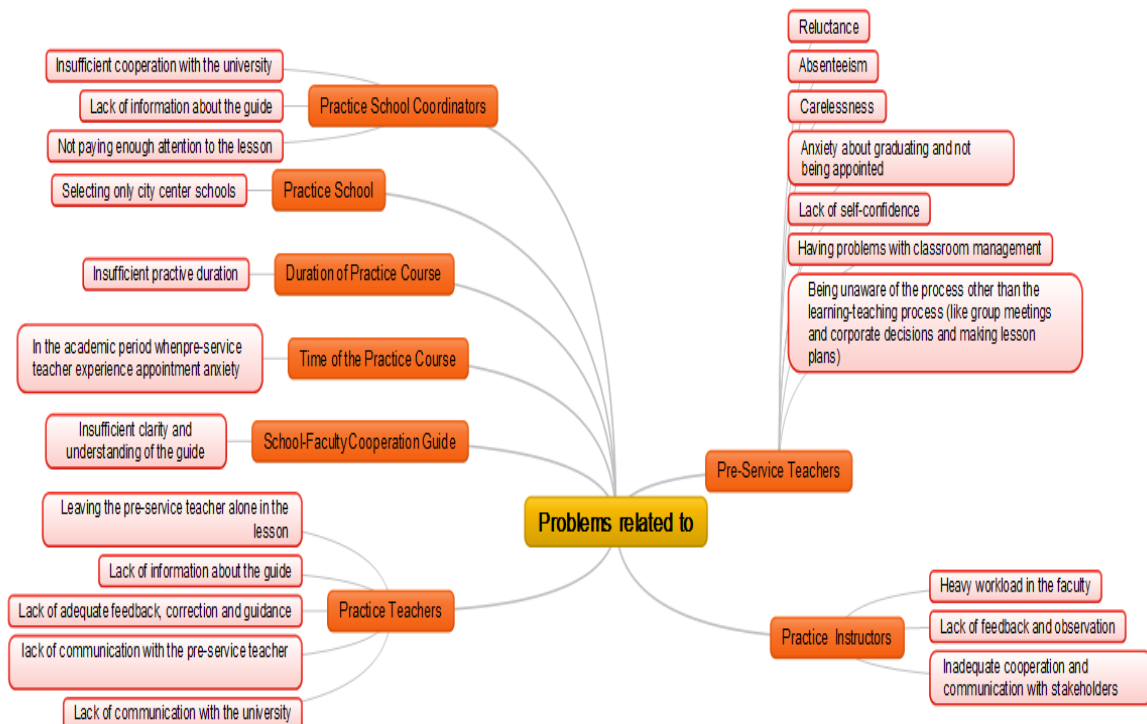 Insufficient cooperation with the university
Lack of information about the guide
Not paying enough attention to the lesson
Practice School Coordinators
Selecting only city center schools
Practice School
Insufficient practive duration
Duration of Practice Course
In the academic period whenpre-service
teacher experience appointment anxiety
Time of the Practice Course
Insufficient clarity and
understanding of the guide
School-Faculty Cooperation Guide
Leaving the pre-service teacher alone in the
lesson
Lack of information about the guide
Lack of adequate feedback, correction and guidance
lack of communication with the pre-service teacher
Lack of communication with the university
Practice Teachers
Problems related to
Reluctance
Absenteeism
Carelessness
Anxiety about graduating and not
being appointed
Lack of self-confidence
Having problems with classroom management
Being unaware of the process other than the
learning-teaching process (like group meetings
and corporate decisions and making lesson
plans)
Pre-Service Teachers
Practice Instructors
Heavy workload in the faculty
Lack of feedback and observation
Inadequate cooperation and
communication with stakeholders